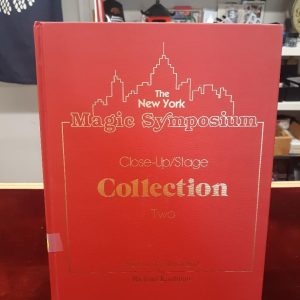 The
New York
Magic Symposium
Close-Up/Stage
Collection
Two
Richard Kaufman